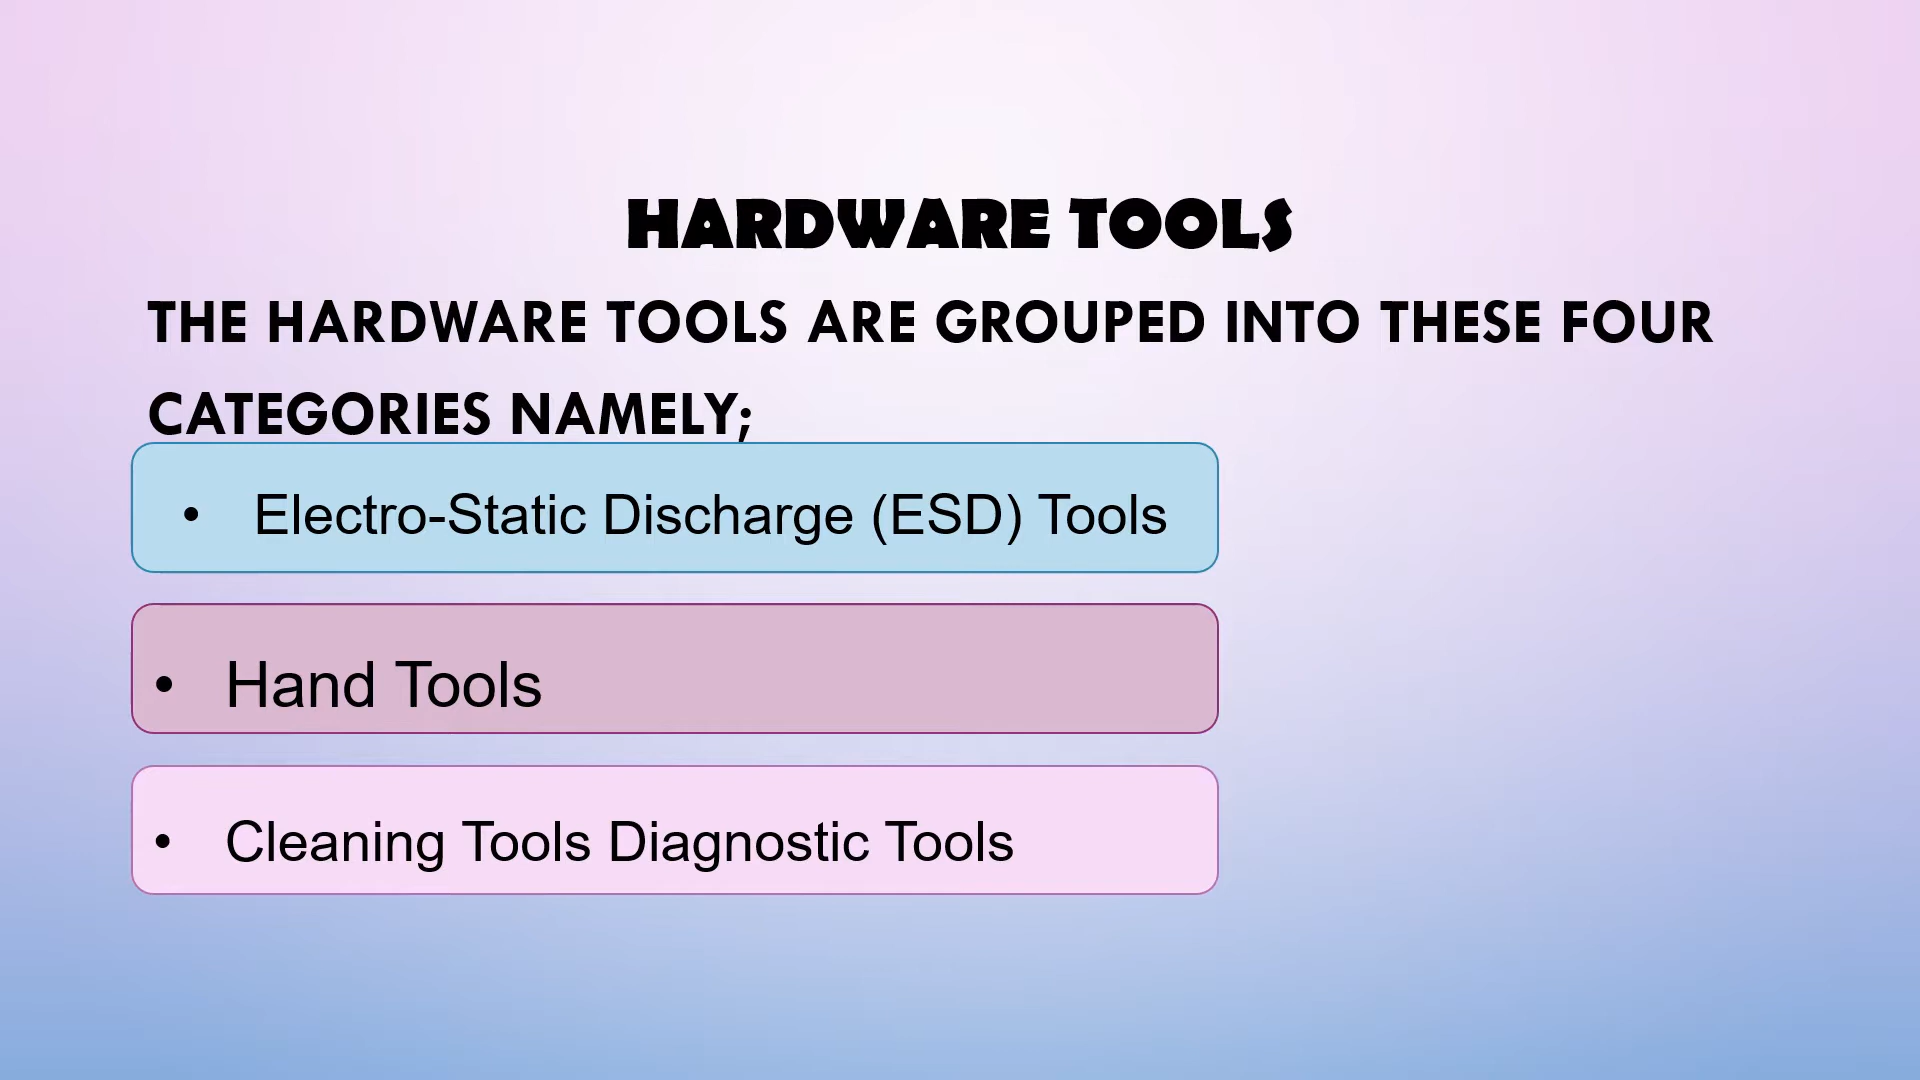 HARDWARE TOOLS
THE HARDWARE TOOLS ARE GROUPED INTO THESE FOUR
CATEGORIES NAMELY;
• Electro-Static Discharge (ESD) Tools
• Hand Tools
• Cleaning Tools Diagnostic Tools